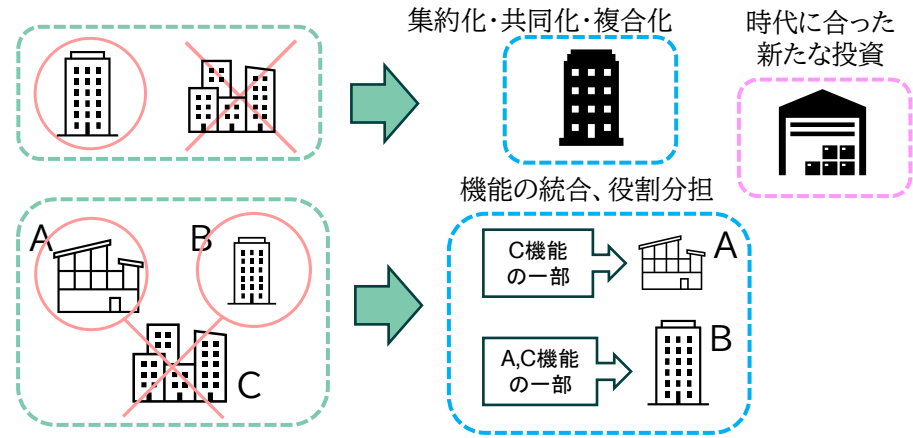 集約化・共同化・複合化
時代に合った
新たな投資
機能の統合、役割分担
A
B
C
C機能
の一部
A
A,C機能
の一部
B